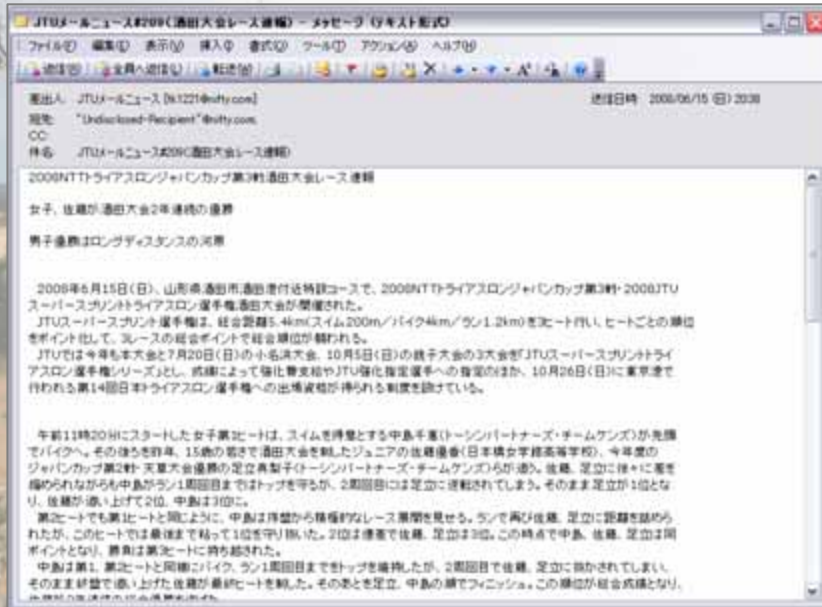 JTUメールニュース#209(酒田大会レース速報) - メッセージ (テキスト形式)
ファイル(F) 編集(E) 表示(V) 挿入(I) 書式(O) ツール(T) アクション(A) ヘルプ(H)
返信(R) 全員へ返信(L) 転送(W)
差出人: JTUメールニュース 送信日時: 2008/06/15 (日) 20:38
宛先: "Undisclosed-Recipient"@nifty.com
CC:
件名: JTUメールニュース#209(酒田大会レース速報)
2008NTTトライアスロンジャパンカップ第3戦酒田大会レース速報
女子、佐藤が酒田大会2年連続の優勝
男子優勝はロングディスタンスの河原
2008年6月15日(日)、山形県酒田市酒田港付近特設コースで、2008NTTトライアスロンジャパンカップ第3戦・2008JTU
スーパースプリントトライアスロン選手権酒田大会が開催された。
JTUスーパースプリント選手権は、総合距離5.4km(スイム200m/バイク4km/ラン1.2km)を3ヒート行い、ヒートごとの順位
をポイント化して、3レースの総合ポイントで総合順位が競われる。
JTUでは今年も本大会と7月20日(日)の小名浜大会、10月5日(日)の銚子大会の3大会を「JTUスーパースプリントトライ
アスロン選手権シリーズ」とし、成績によって強化費支給やJTU強化指定選手への指定のほか、10月26日(日)に東京港で
行われる第14回日本トライアスロン選手権への出場資格が得られる制度を設けている。
午前11時20分にスタートした女子第1ヒートは、スイムを得意とする中島千恵(トーシンパートナーズ・チームケンズ)が先頭
でバイクへ。その後ろを昨年、15歳の若さで酒田大会を制したジュニアの佐藤優香(日本橋女学館高等学校)、今年度の
ジャパンカップ第2戦・天草大会優勝の足立真梨子(トーシンパートナーズ・チームケンズ)らが追う。佐藤、足立に徐々に差を
縮められながらも中島がラン1周回目まではトップを守るが、2周回目には足立に逆転されてしまう。そのまま足立が1位とな
り、佐藤が追い上げて2位、中島は3位に。
第2ヒートでも第1ヒートと同じように、中島は序盤から積極的なレース展開を見せる。ランで再び佐藤、足立に距離を詰めら
れたが、このヒートでは最後まで粘って1位を守り抜いた。2位は僅差で佐藤、足立は3位。この時点で中島、佐藤、足立は同
ポイントとなり、勝負は第3ヒートに持ち越された。
中島は第1、第2ヒートと同様にバイク、ラン1周回目までをトップを維持したが、2周回目で佐藤、足立に抜かれてしまい、
そのまま終盤で追い上げた佐藤が最終ヒートを制した。そのあとを足立、中島の順でフィニッシュ。この順位が総合成績となり、